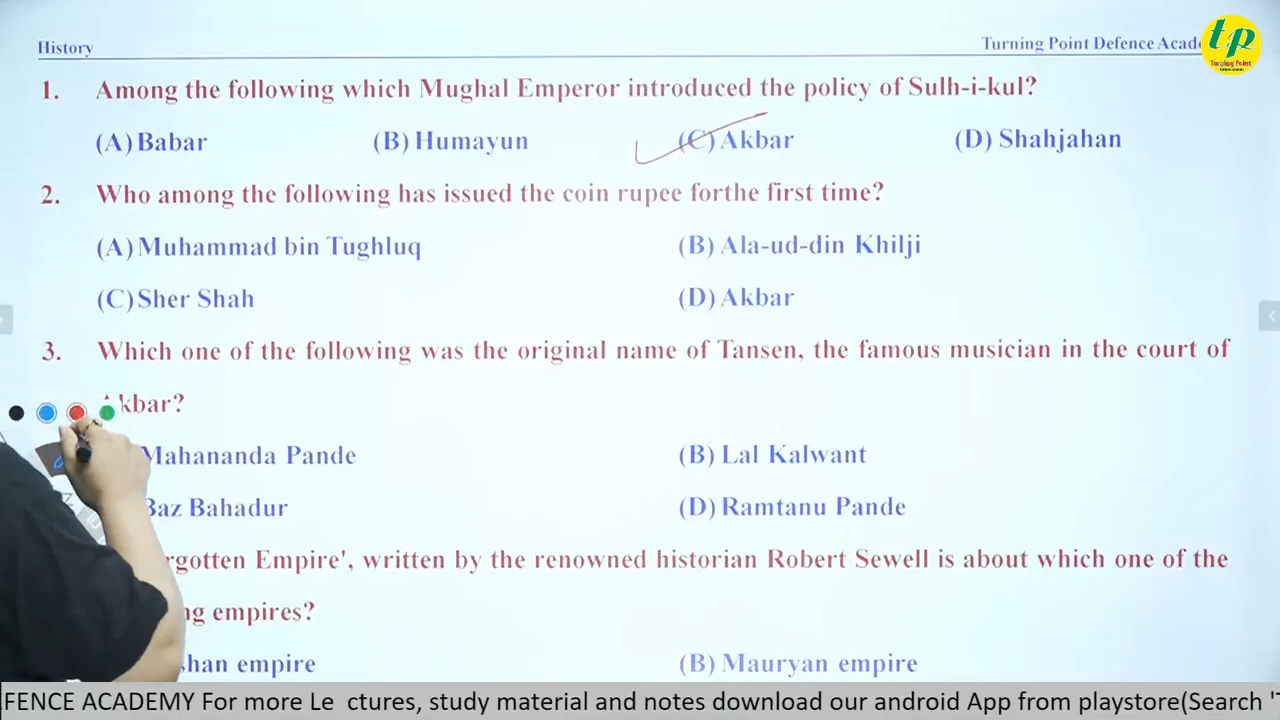 History
Turning Point Defence Acad
tp
Turning Point
1. Among the following which Mughal Emperor introduced the policy of Sulh-i-kul?
(A) Babar (B) Humayun (C) Akbar (D) Shahjahan
2. Who among the following has issued the coin rupee forthe first time?
(A) Muhammad bin Tughluq (B) Ala-ud-din Khilji
(C) Sher Shah (D) Akbar
3. Which one of the following was the original name of Tansen, the famous musician in the court of
kbar?
Mahananda Pande (B) Lal Kalwant
Baz Bahadur (D) Ramtanu Pande
rgotten Empire', written by the renowned historian Robert Sewell is about which one of the
ng empires?
shan empire (B) Mauryan empire
FENCE ACADEMY For more Le ctures, study material and notes download our android App from playstore(Search 'T